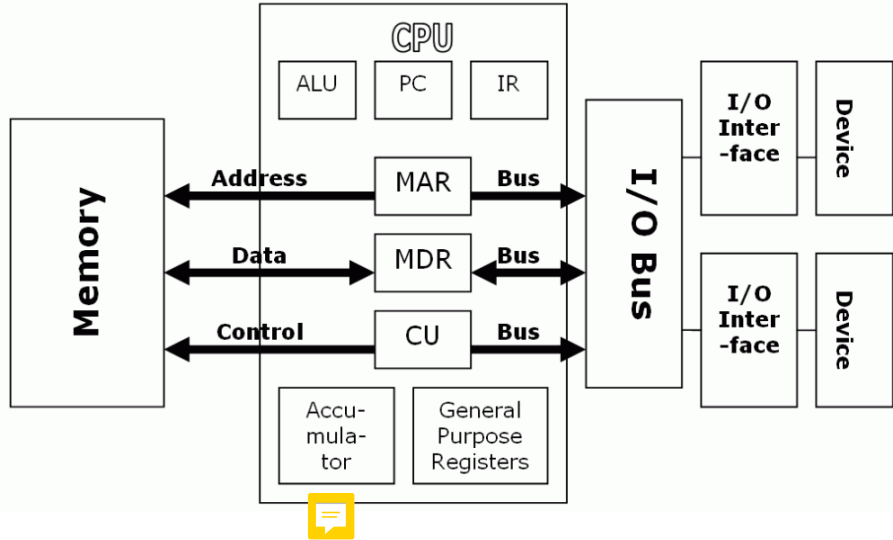 CPU
ALU
PC
IR
Memory
Address
MAR
Bus
Data
MDR
Bus
Control
CU
Bus
Accu-
mula-
tor
General
Purpose
Registers
I/O Bus
I/O
Inter
-face
Device
I/O
Inter
-face
Device